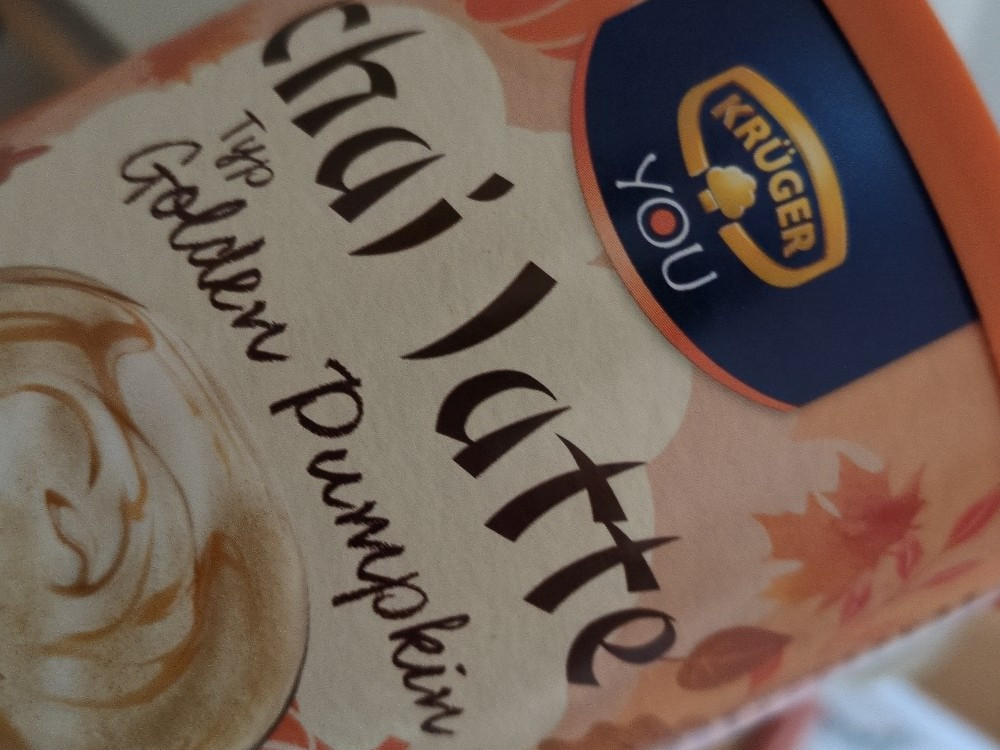 KRÜGER
YOU
chai latte
Typ
Golden Pumpkin